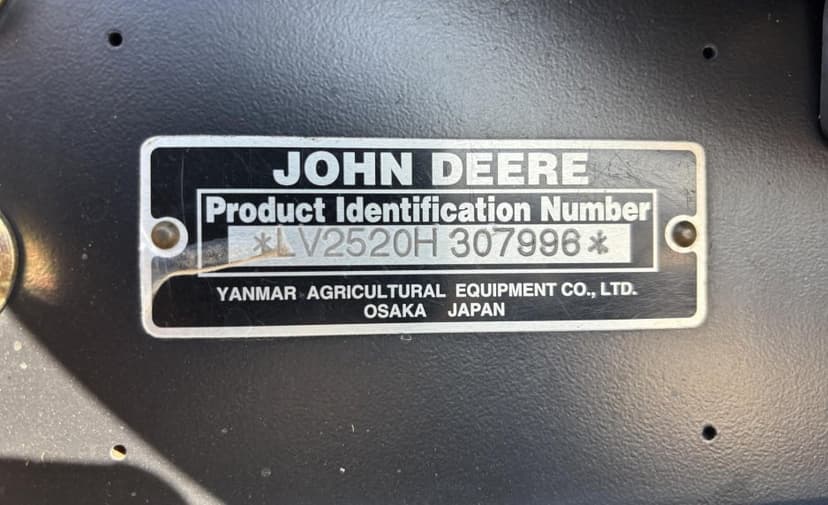 JOHN DEERE
Product Identification Number
*LV2520H 307996*
YANMAR AGRICULTURAL EQUIPMENT CO., LTD.
OSAKA JAPAN